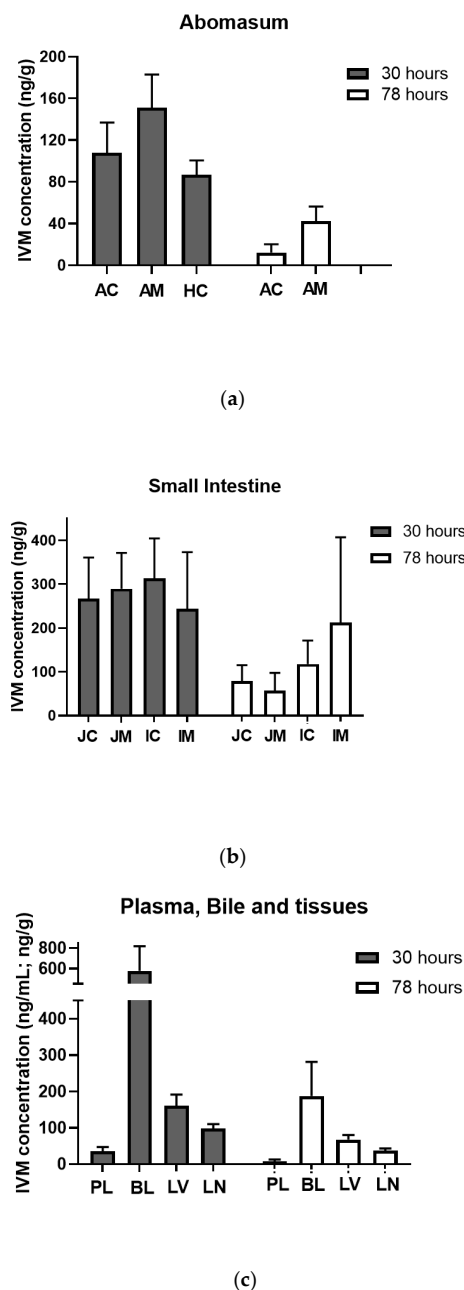 Abomasum
IVM concentration (ng/g)
200
160
120
80
40
0
30 hours
78 hours
AC AM HC AC AM
(a)
Small Intestine
IVM concentration (ng/g)
400
300
200
100
0
30 hours
78 hours
JC JM IC IM JC JM IC IM
(b)
Plasma, Bile and tissues
IVM concentration (ng/mL; ng/g)
800
600
400
300
200
100
0
30 hours
78 hours
PL BL LV LN PL BL LV LN
(c)